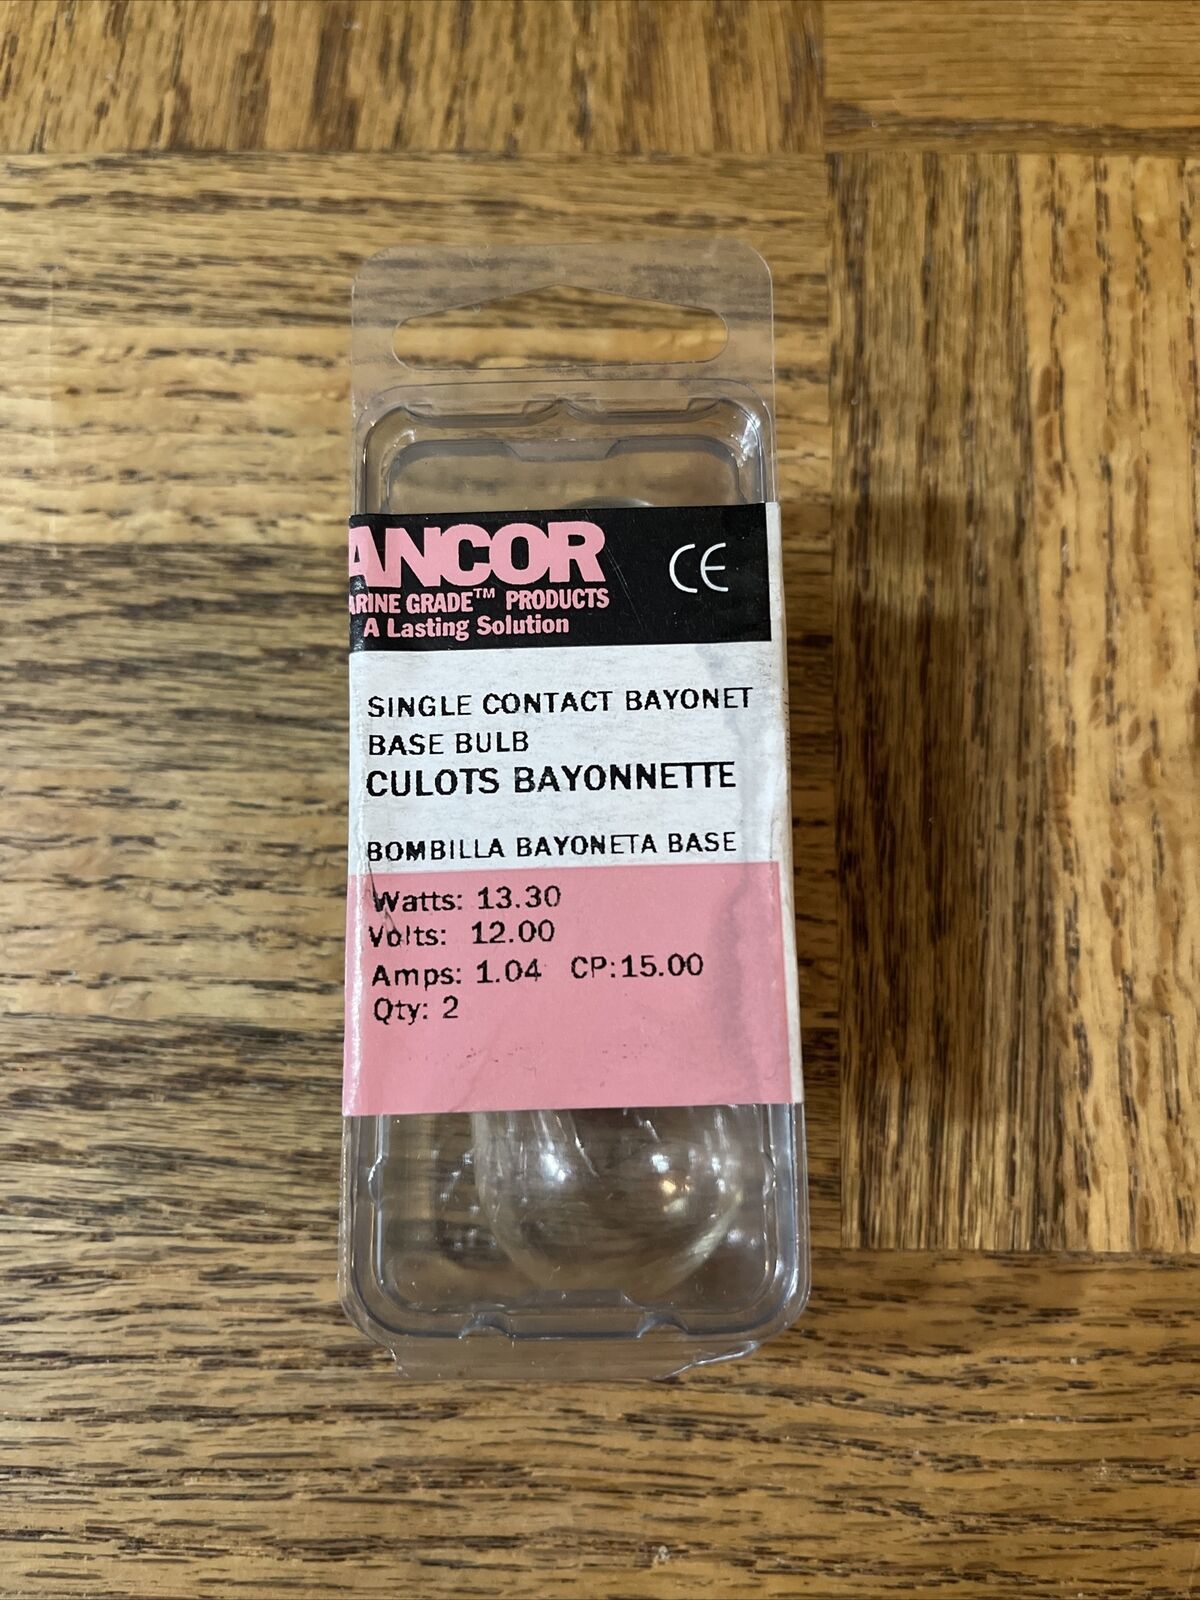 ANCOR
ARINE GRADE™ PRODUCTS
A Lasting Solution
CE
SINGLE CONTACT BAYONET
BASE BULB
CULOTS BAYONNETTE
BOMBILLA BAYONETA BASE
Watts: 13.30
Volts: 12.00
Amps: 1.04 CP:15.00
Qty: 2